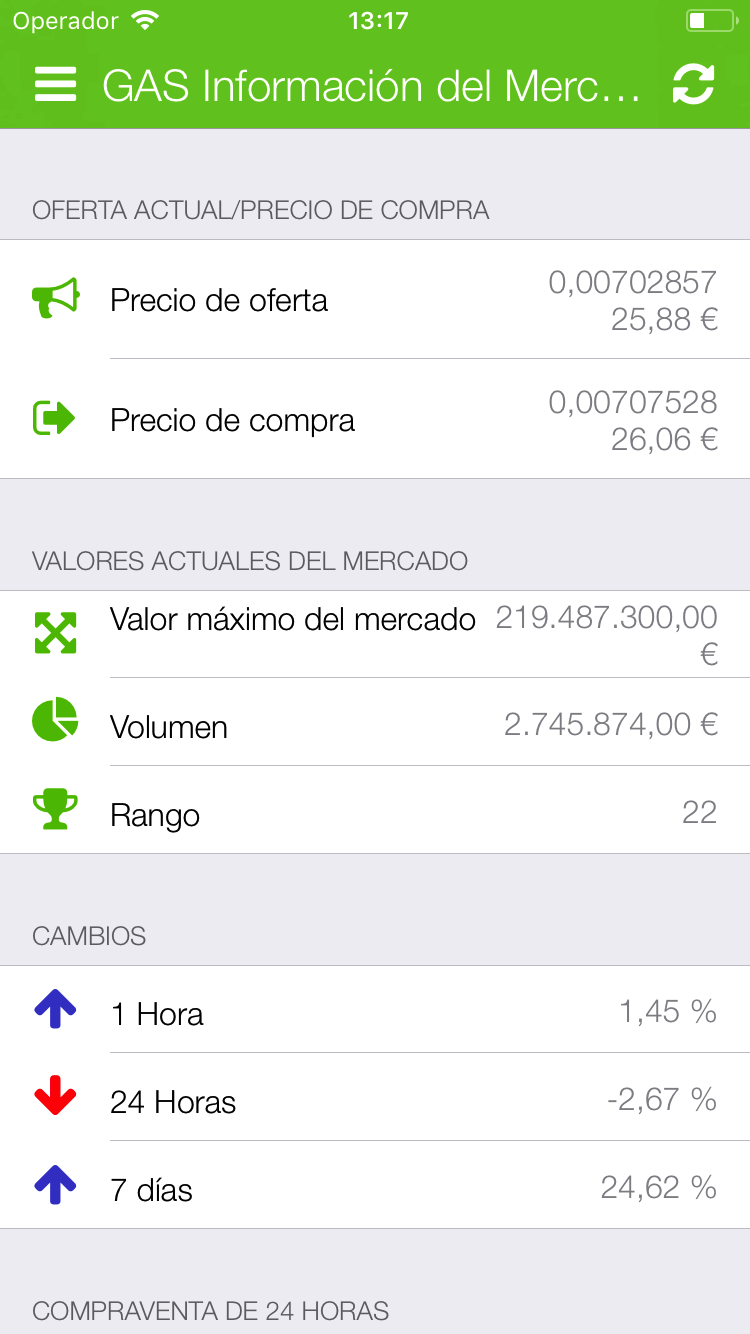 Operador
13:17
GAS Información del Merc...
OFERTA ACTUAL/PRECIO DE COMPRA
Precio de oferta
0,00702857
25,88 €
Precio de compra
0,00707528
26,06 €
VALORES ACTUALES DEL MERCADO
Valor máximo del mercado
219.487.300,00
€
Volumen
2.745.874,00 €
Rango
22
CAMBIOS
1 Hora
1,45 %
24 Horas
-2,67 %
7 días
24,62 %
COMPRAVENTA DE 24 HORAS